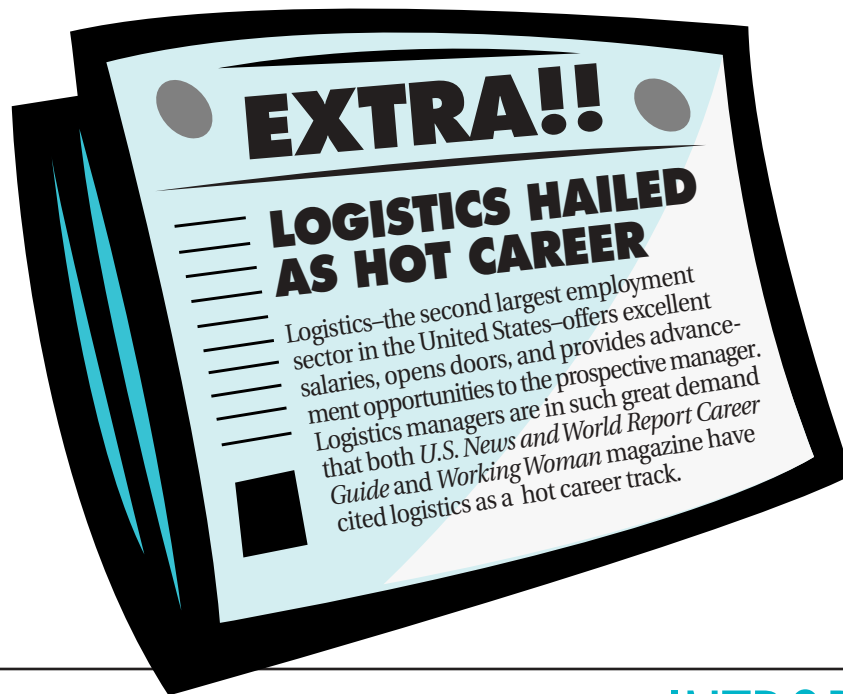 EXTRA!!
LOGISTICS HAILED
AS HOT CAREER
Logistics–the second largest employment
sector in the United States–offers excellent
salaries, opens doors, and provides advance-
ment opportunities to the prospective manager.
Logistics managers are in such great demand
that both U.S. News and World Report Career
Guide and Working Woman magazine have
cited logistics as a hot career track.